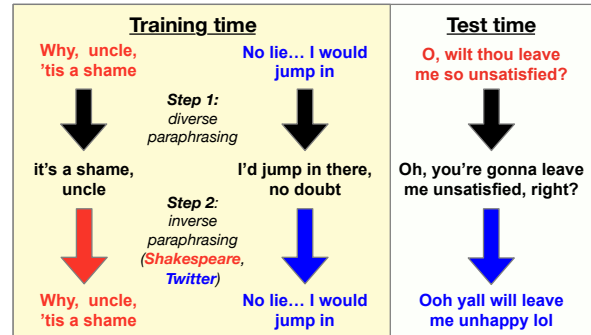 Training time
Why, uncle,
'tis a shame
No lie... I would
jump in
Step 1:
diverse
paraphrasing
it's a shame,
uncle
I'd jump in there,
no doubt
Step 2:
inverse
paraphrasing
(Shakespeare,
Twitter)
Why, uncle,
'tis a shame
No lie... I would
jump in
Test time
O, wilt thou leave
me so unsatisfied?
Oh, you're gonna leave
me unsatisfied, right?
Ooh yall will leave
me unhappy lol